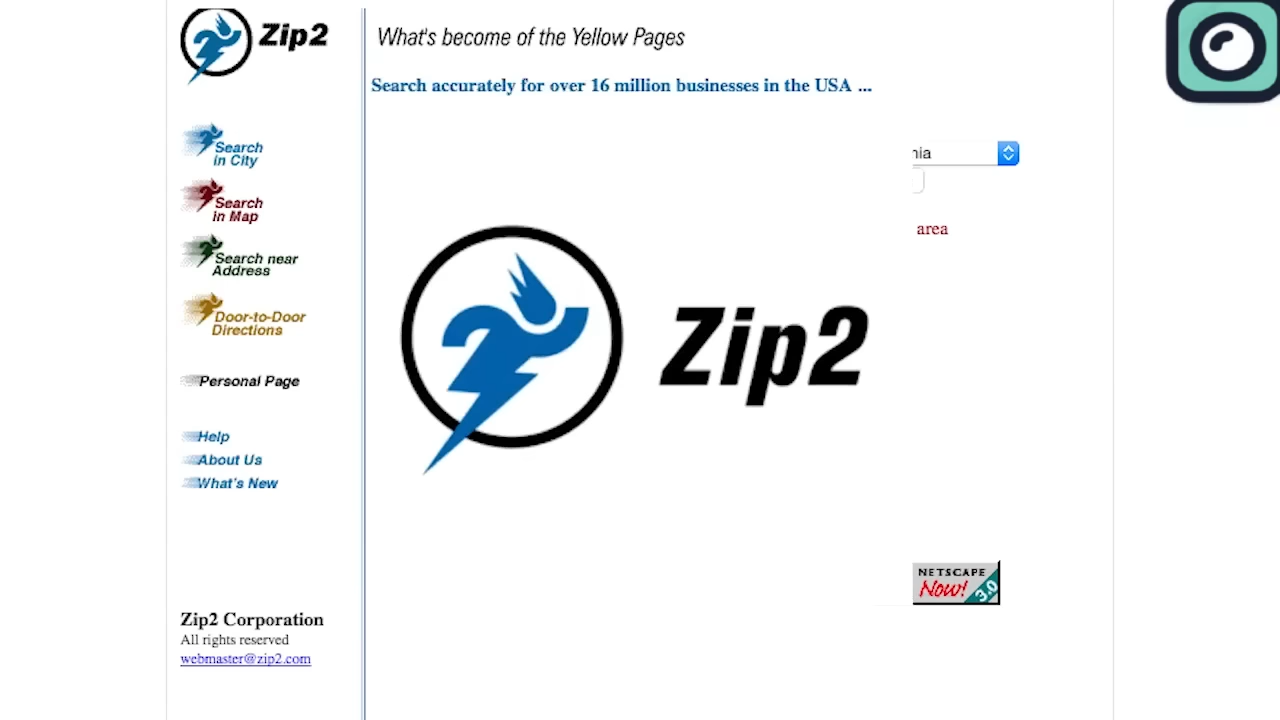 Zip2
What's become of the Yellow Pages
Search accurately for over 16 million businesses in the USA ...
Search
in City
Search
in Map
Search near
Address
Door-to-Door
Directions
Personal Page
Help
About Us
What's New
Zip2 Corporation
All rights reserved
webmaster@zip2.com
nia
area
Zip2
NETSCAPE
Now! 3.0